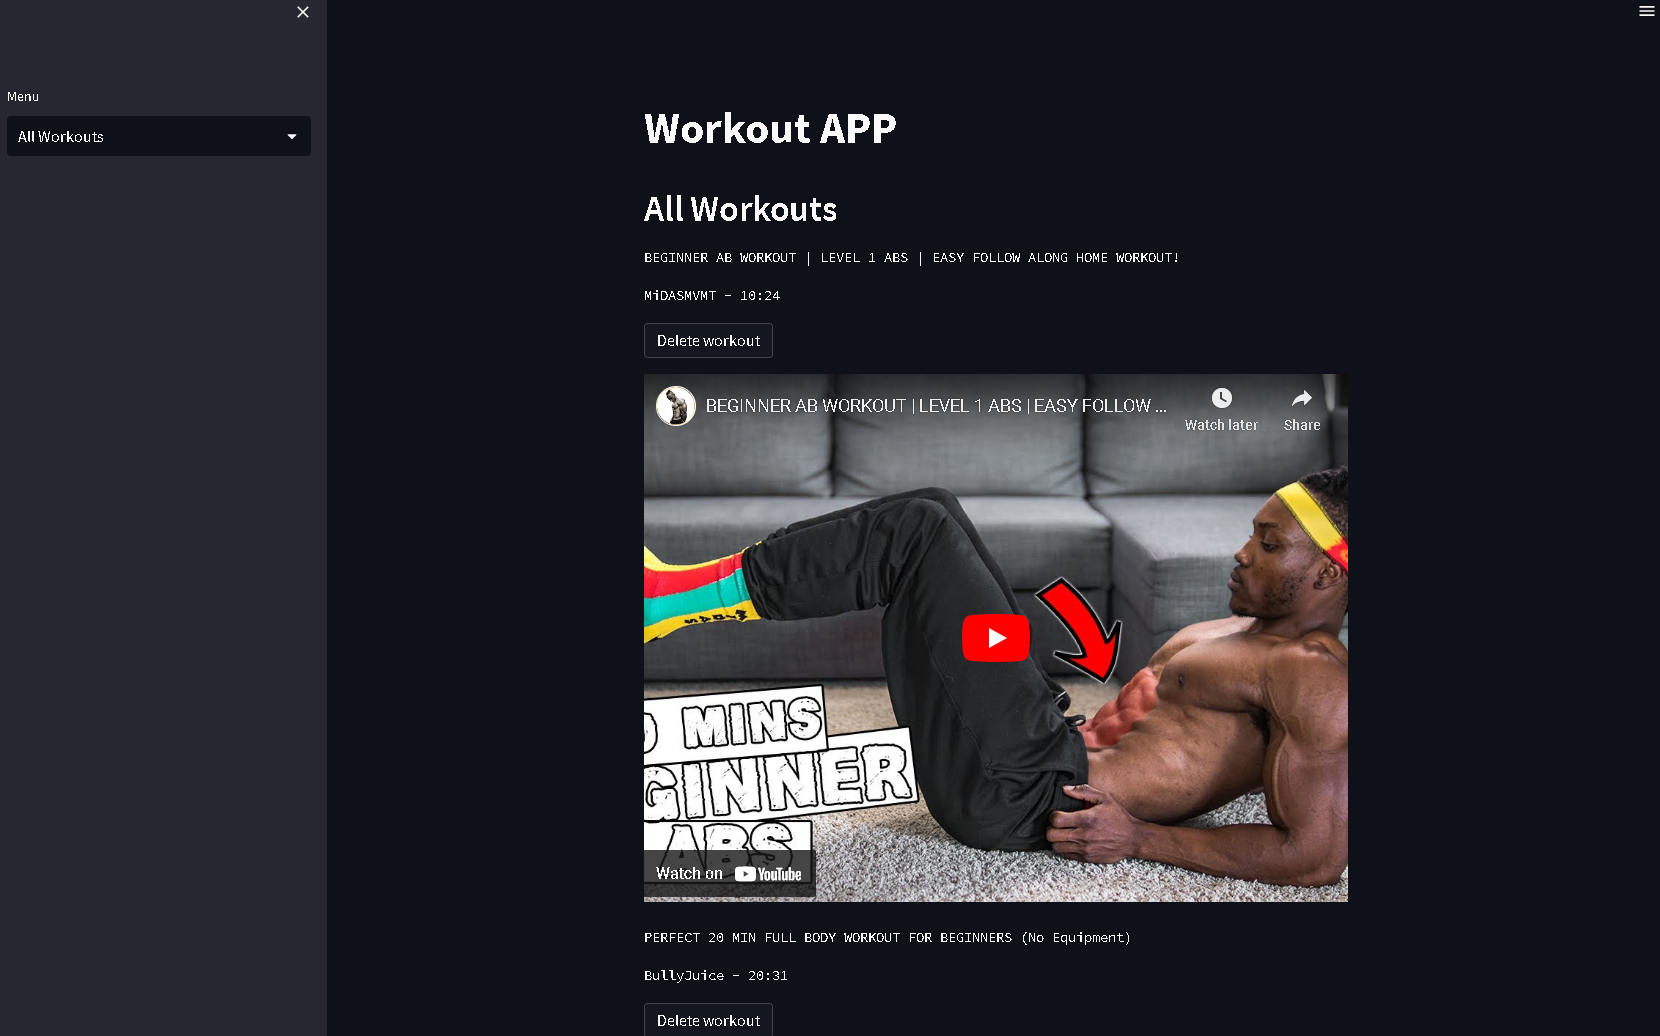 Menu
All Workouts
Workout APP
All Workouts
BEGINNER AB WORKOUT | LEVEL 1 ABS | EASY FOLLOW ALONG HOME WORKOUT!
MiDASMVMT - 10:24
Delete workout
BEGINNER AB WORKOUT | LEVEL 1 ABS | EASY FOLLOW ...
Watch later
Share
MIDAS
0 MINS
GINNER
ABS
Watch on YouTube
PERFECT 20 MIN FULL BODY WORKOUT FOR BEGINNERS (No Equipment)
BullyJuice - 20:31
Delete workout